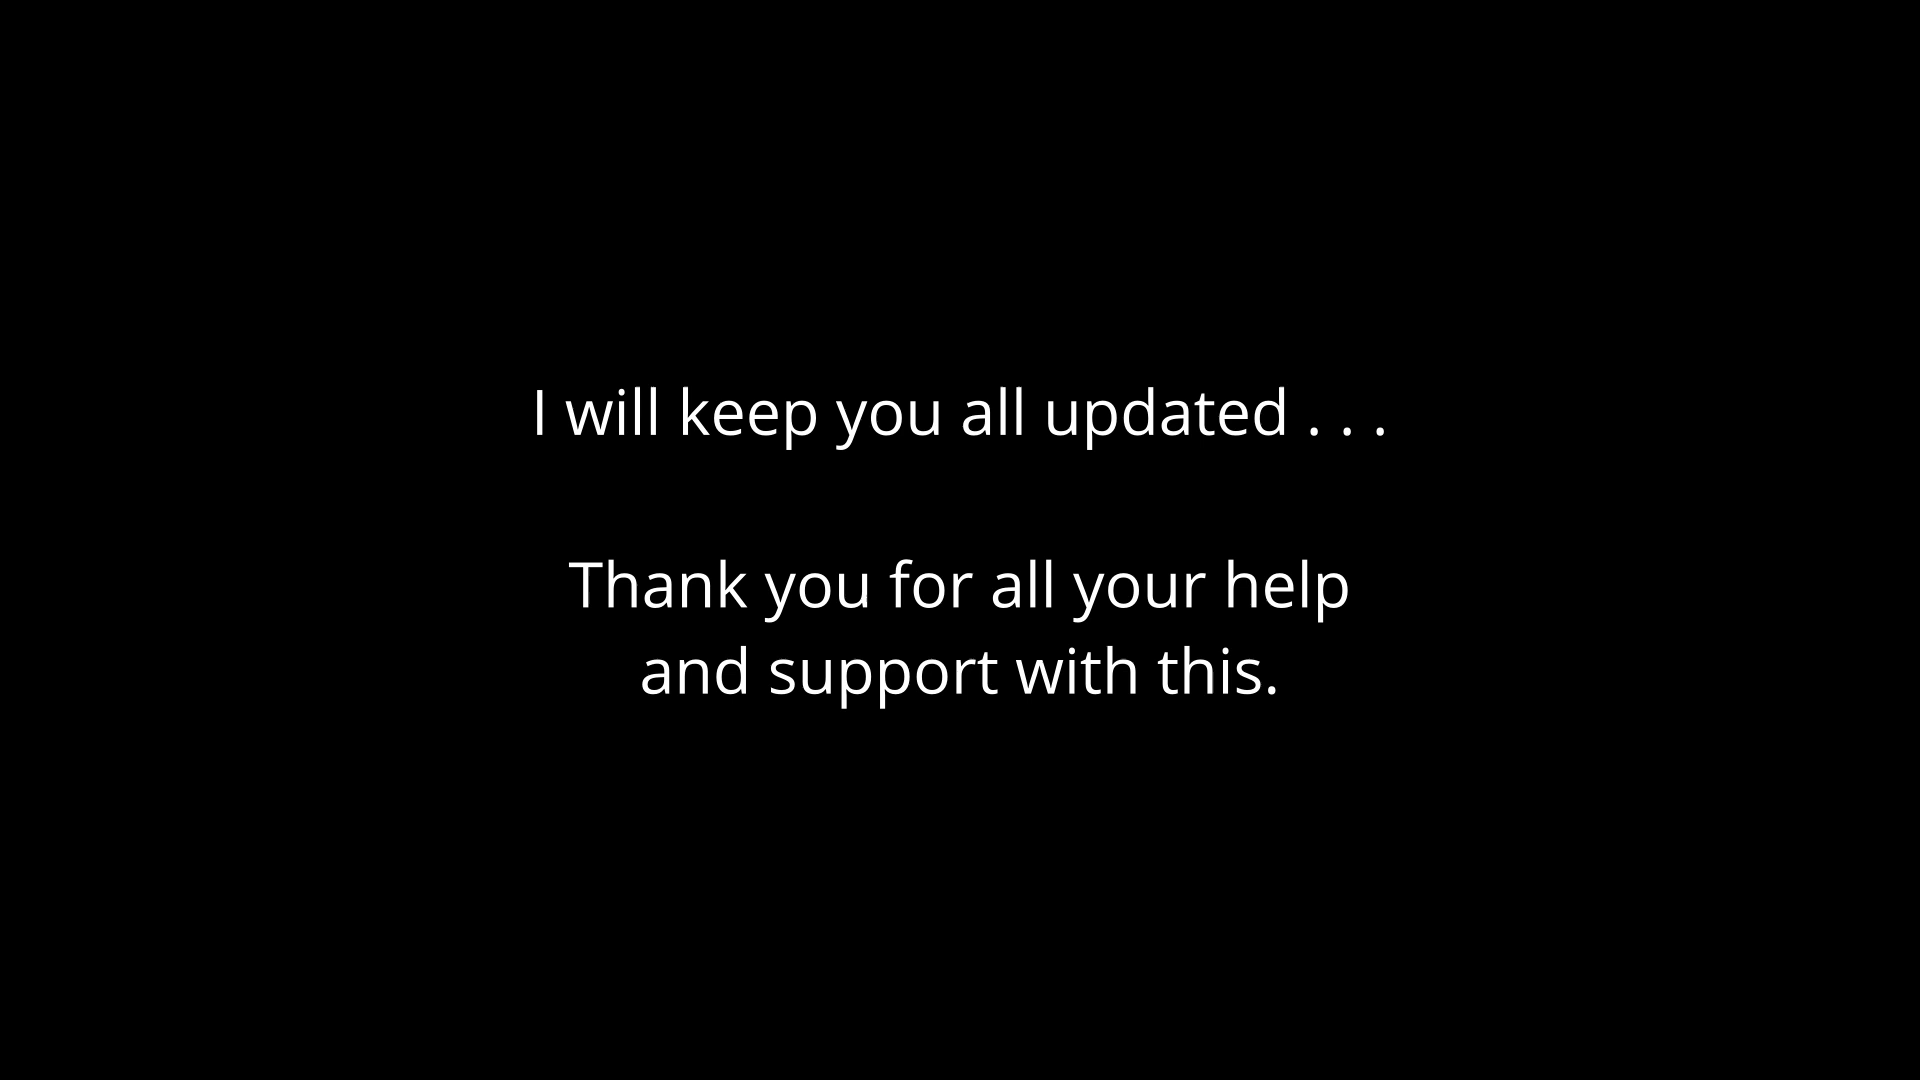 I will keep you all updated . . .
Thank you for all your help
and support with this.